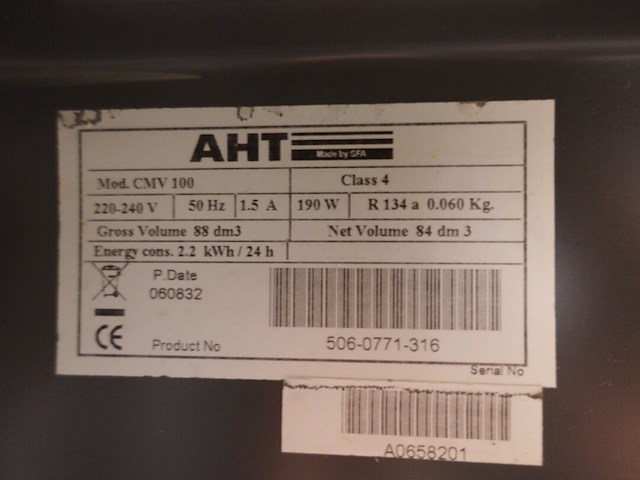 AHT
Made by SFA
Mod. CMV 100 Class 4
220-240 V 50 Hz 1.5 A 190 W R 134 a 0.060 Kg.
Gross Volume 88 dm3 Net Volume 84 dm 3
Energy cons. 2.2 kWh / 24 h
P.Date
060832
CE
Product No 506-0771-316
Serial No
A0658201